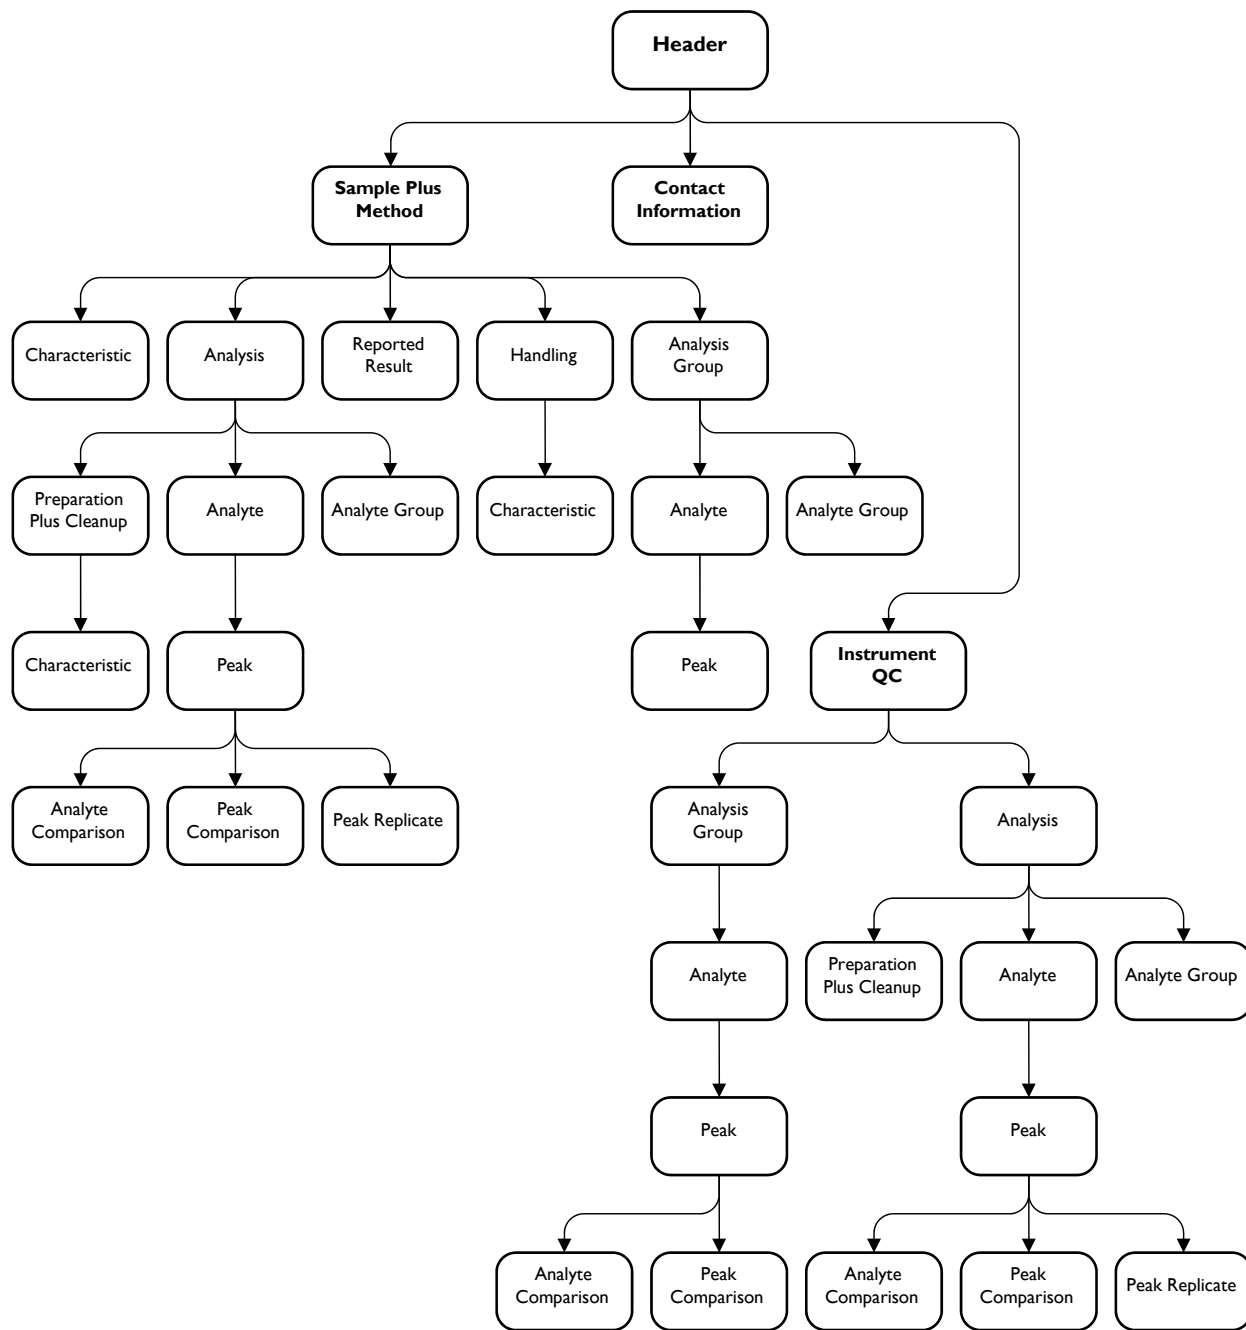 Header
Sample Plus
Method
Contact
Information
Characteristic
Analysis
Reported
Result
Handling
Analysis
Group
Preparation
Plus Cleanup
Analyte
Analyte Group
Characteristic
Analyte
Analyte Group
Characteristic
Peak
Peak
Instrument
QC
Analyte
Comparison
Peak
Comparison
Peak Replicate
Analysis
Group
Analysis
Analyte
Preparation
Plus Cleanup
Analyte
Analyte Group
Peak
Peak
Analyte
Comparison
Peak
Comparison
Analyte
Comparison
Peak
Comparison
Peak Replicate